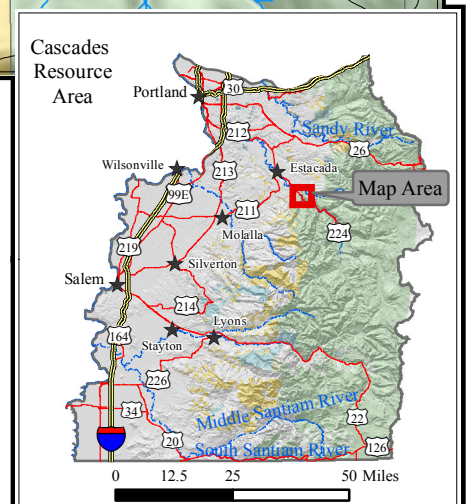 Cascades
Resource
Area
Portland
30
212
Sandy River
26
Wilsonville
213
Estacada
99E
Map Area
211
Molalla
224
219
Silverton
Salem
214
Lyons
164
Stayton
226
Middle Santiam River
34
22
20
South Santiam River
126
0 12.5 25 50 Miles